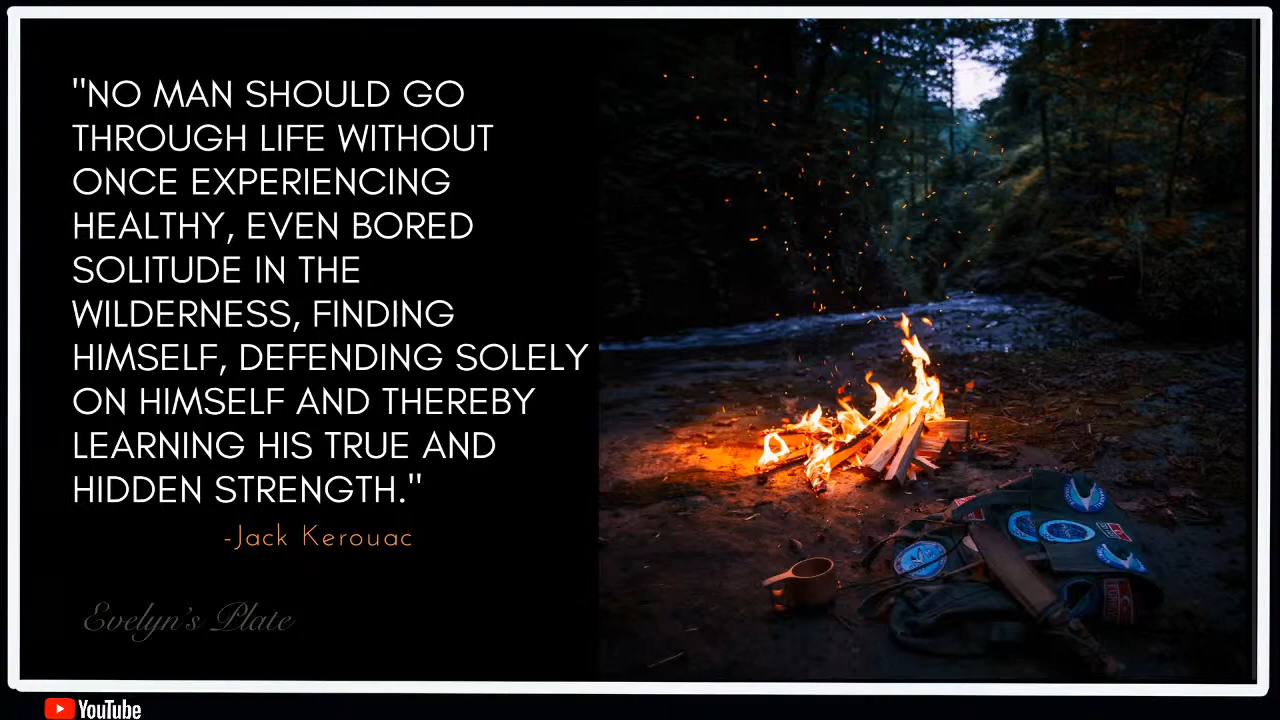 "NO MAN SHOULD GO
THROUGH LIFE WITHOUT
ONCE EXPERIENCING
HEALTHY, EVEN BORED
SOLITUDE IN THE
WILDERNESS, FINDING
HIMSELF, DEFENDING SOLELY
ON HIMSELF AND THEREBY
LEARNING HIS TRUE AND
HIDDEN STRENGTH."
-Jack Kerouac
Evelyn's Plate
YouTube